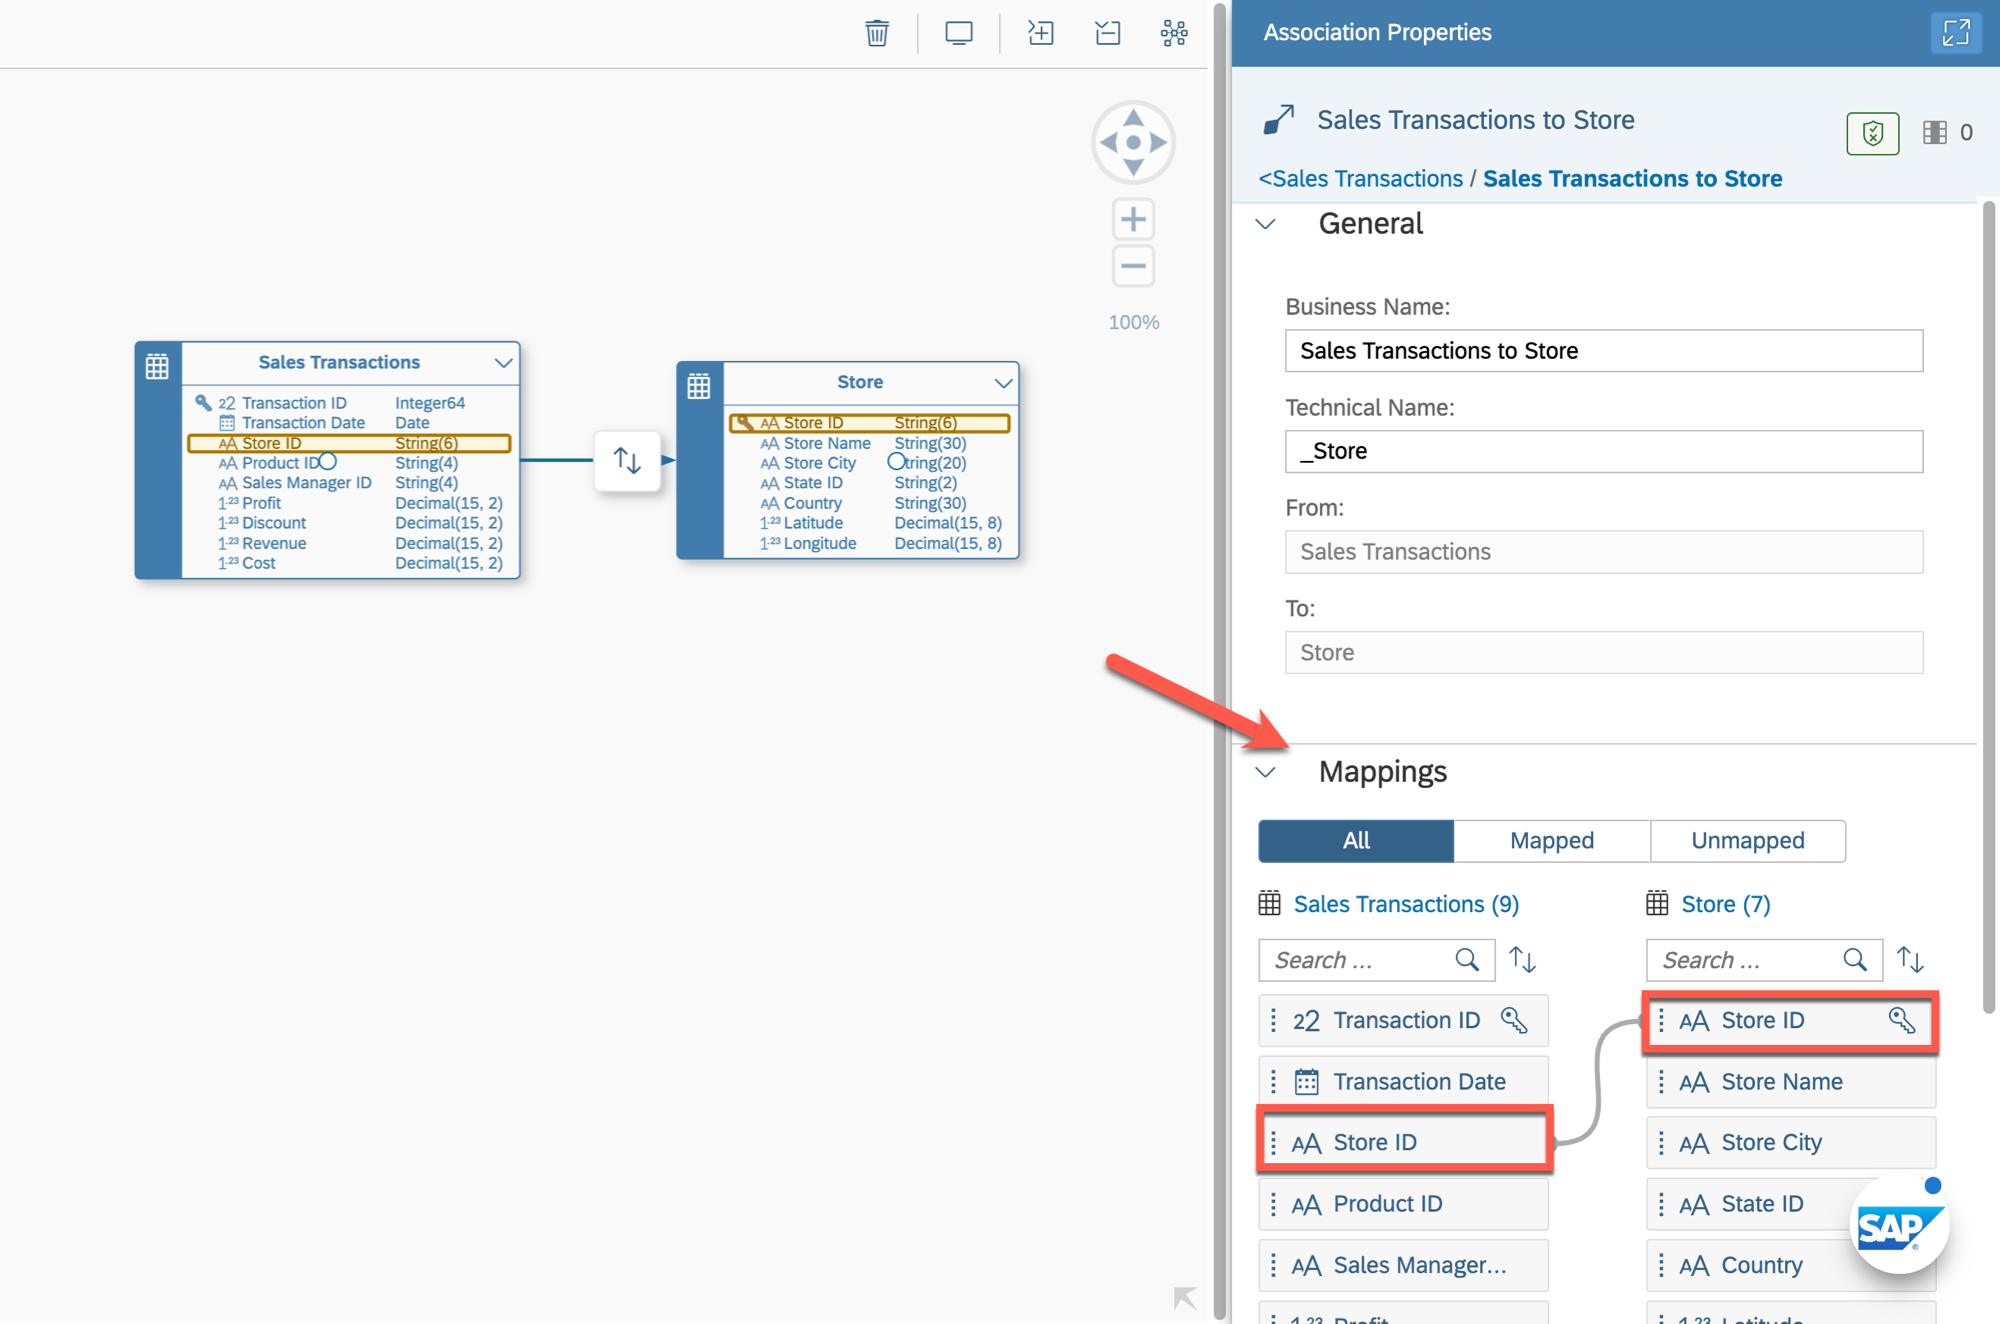 Association Properties
Sales Transactions to Store
0
<Sales Transactions / Sales Transactions to Store
General
100%
Business Name:
Sales Transactions to Store
Technical Name:
_Store
From:
Sales Transactions
To:
Store
Sales Transactions
22 Transaction ID Integer64
Transaction Date Date
AA Store ID String(6)
AA Product ID String(4)
AA Sales Manager ID String(4)
1.23 Profit Decimal(15, 2)
1.23 Discount Decimal(15, 2)
1.23 Revenue Decimal(15, 2)
1.23 Cost Decimal(15, 2)
Store
AA Store ID String(6)
AA Store Name String(30)
AA Store City String(20)
AA State ID String(2)
AA Country String(30)
1.23 Latitude Decimal(15, 8)
1.23 Longitude Decimal(15, 8)
Mappings
All Mapped Unmapped
Sales Transactions (9)
Search ...
22 Transaction ID
Transaction Date
AA Store ID
AA Product ID
AA Sales Manager...
1.23 Profit
Store (7)
Search ...
AA Store ID
AA Store Name
AA Store City
AA State ID
AA Country
1.23 Latitude
SAP®